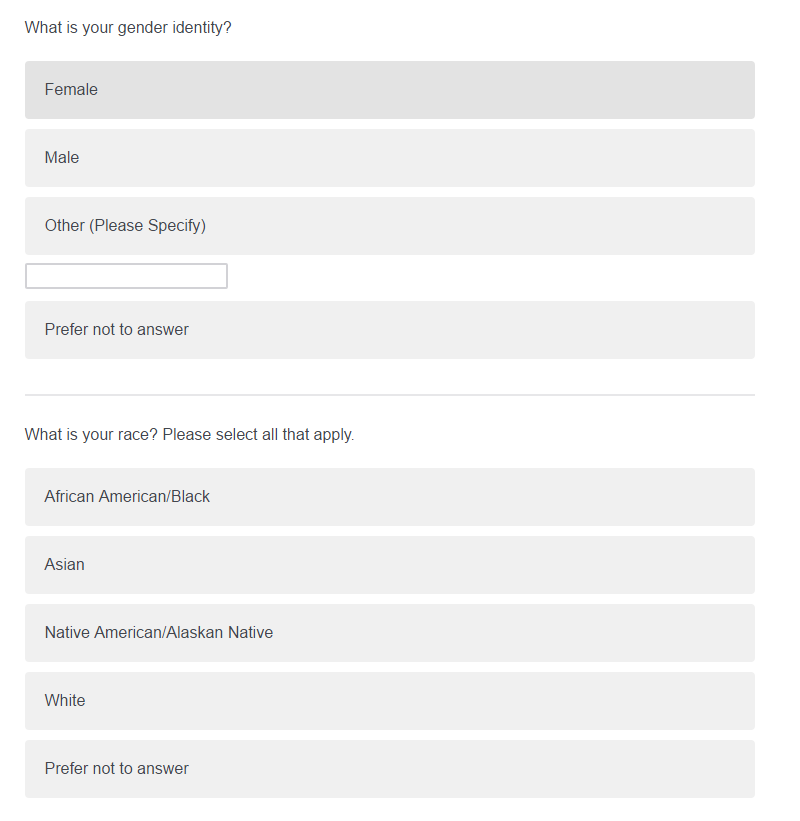 What is your gender identity?
Female
Male
Other (Please Specify)
Prefer not to answer
What is your race? Please select all that apply.
African American/Black
Asian
Native American/Alaskan Native
White
Prefer not to answer